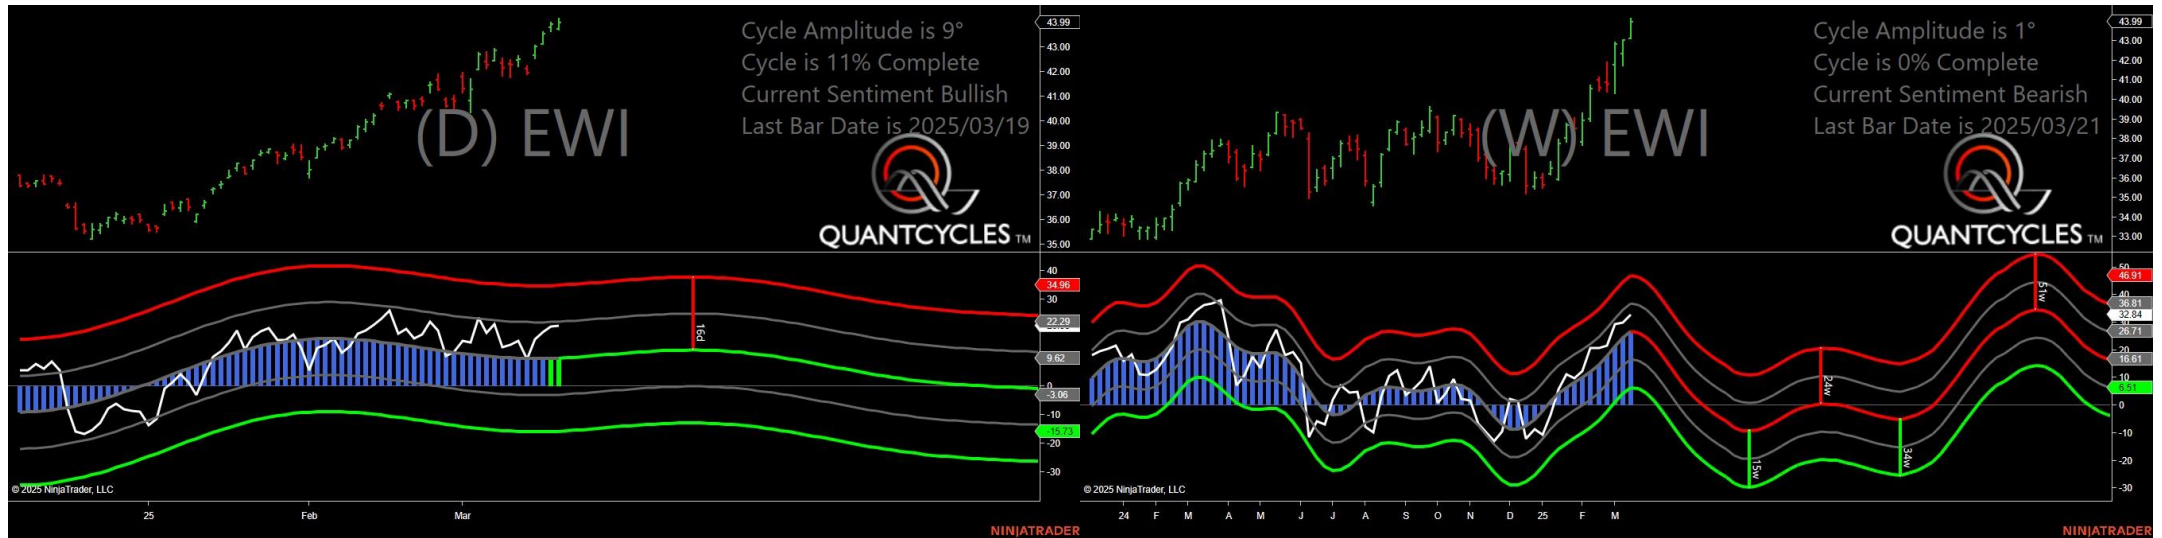 Cycle Amplitude is 9°
Cycle is 11% Complete
Current Sentiment Bullish
Last Bar Date is 2025/03/19
(D) EWI
QUANTCYCLES TM
43.99
43.00
42.00
41.00
40.00
39.00
38.00
37.00
36.00
35.00
40
34.96
30
22.29
9.62
0
-3.06
-10
-15.73
-20
-30
16d
© 2025 NinjaTrader, LLC
25 Feb Mar
NINJATRADER
Cycle Amplitude is 1°
Cycle is 0% Complete
Current Sentiment Bearish
Last Bar Date is 2025/03/21
(W) EWI
QUANTCYCLES TM
43.99
43.00
42.00
41.00
40.00
39.00
38.00
37.00
36.00
35.00
34.00
33.00
50
46.91
40
36.81
32.84
26.71
20
16.61
10
6.51
0
-10
-20
-30
51w
24w
15w
34w
© 2025 NinjaTrader, LLC
24 F M A M J J A S O N D 25 F M
NINJATRADER